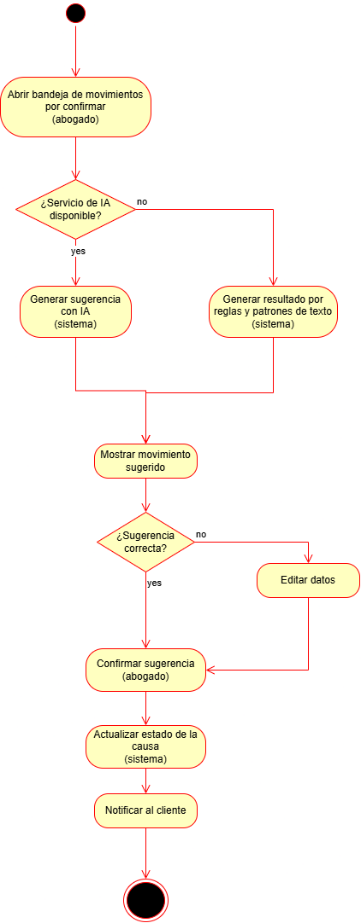 Abrir bandeja de movimientos
por confirmar
(abogado)
¿Servicio de IA
disponible?
no
yes
Generar sugerencia
con IA
(sistema)
Generar resultado por
reglas y patrones de texto
(sistema)
Mostrar movimiento
sugerido
¿Sugerencia
correcta?
no
yes
Editar datos
Confirmar sugerencia
(abogado)
Actualizar estado de la
causa
(sistema)
Notificar al cliente